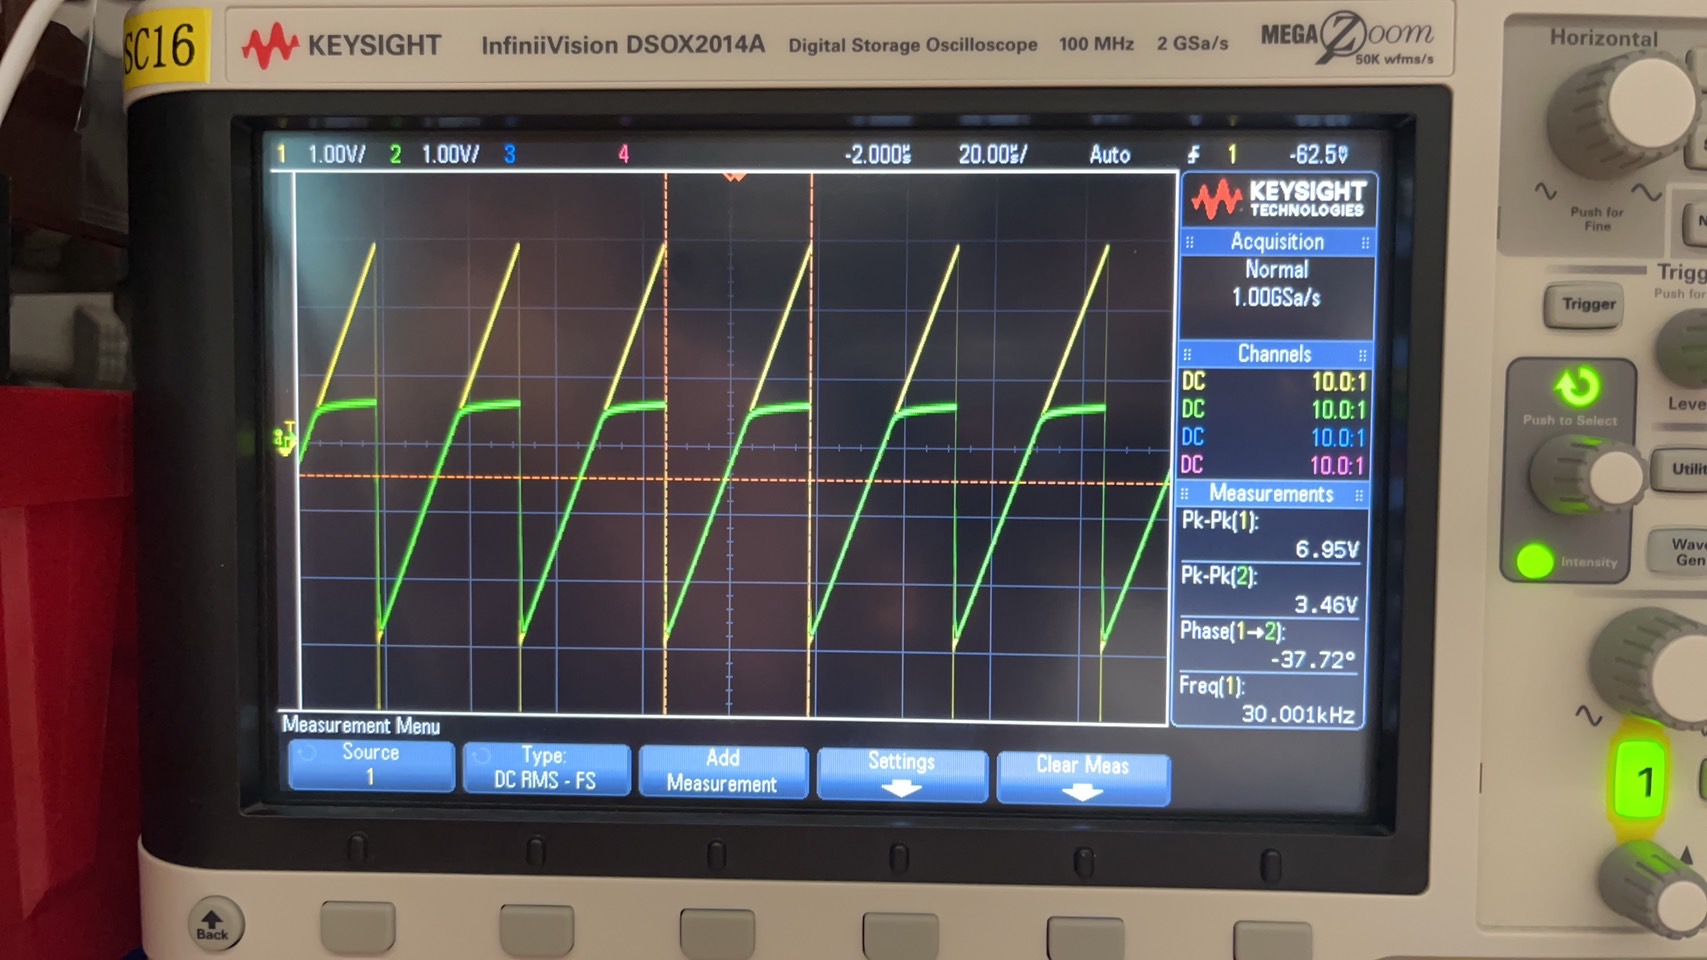 SC16
KEYSIGHT InfiniiVision DSOX2014A Digital Storage Oscilloscope 100 MHz 2 GSa/s MEGA Zoom
50K wfms/s
Horizontal
Push for
Fine
1 1.00V/ 2 1.00V/ 3 4 -2.000s 20.00s/ Auto 1 -62.5V
KEYSIGHT
TECHNOLOGIES
Acquisition
Normal
1.00GSa/s
Channels
DC 10.0:1
DC 10.0:1
DC 10.0:1
DC 10.0:1
Measurements
Pk-Pk(1):
6.95V
Pk-Pk(2):
3.46V
Phase(1→2):
-37.72°
Freq(1):
30.001kHz
T
Measurement Menu
Source
1
Type:
DC RMS - FS
Add
Measurement
Settings
Clear Meas
Trigg
Push for
Trigger
Leve
Push to Select
Utili
Intensity
Wav
Gen
1
Back